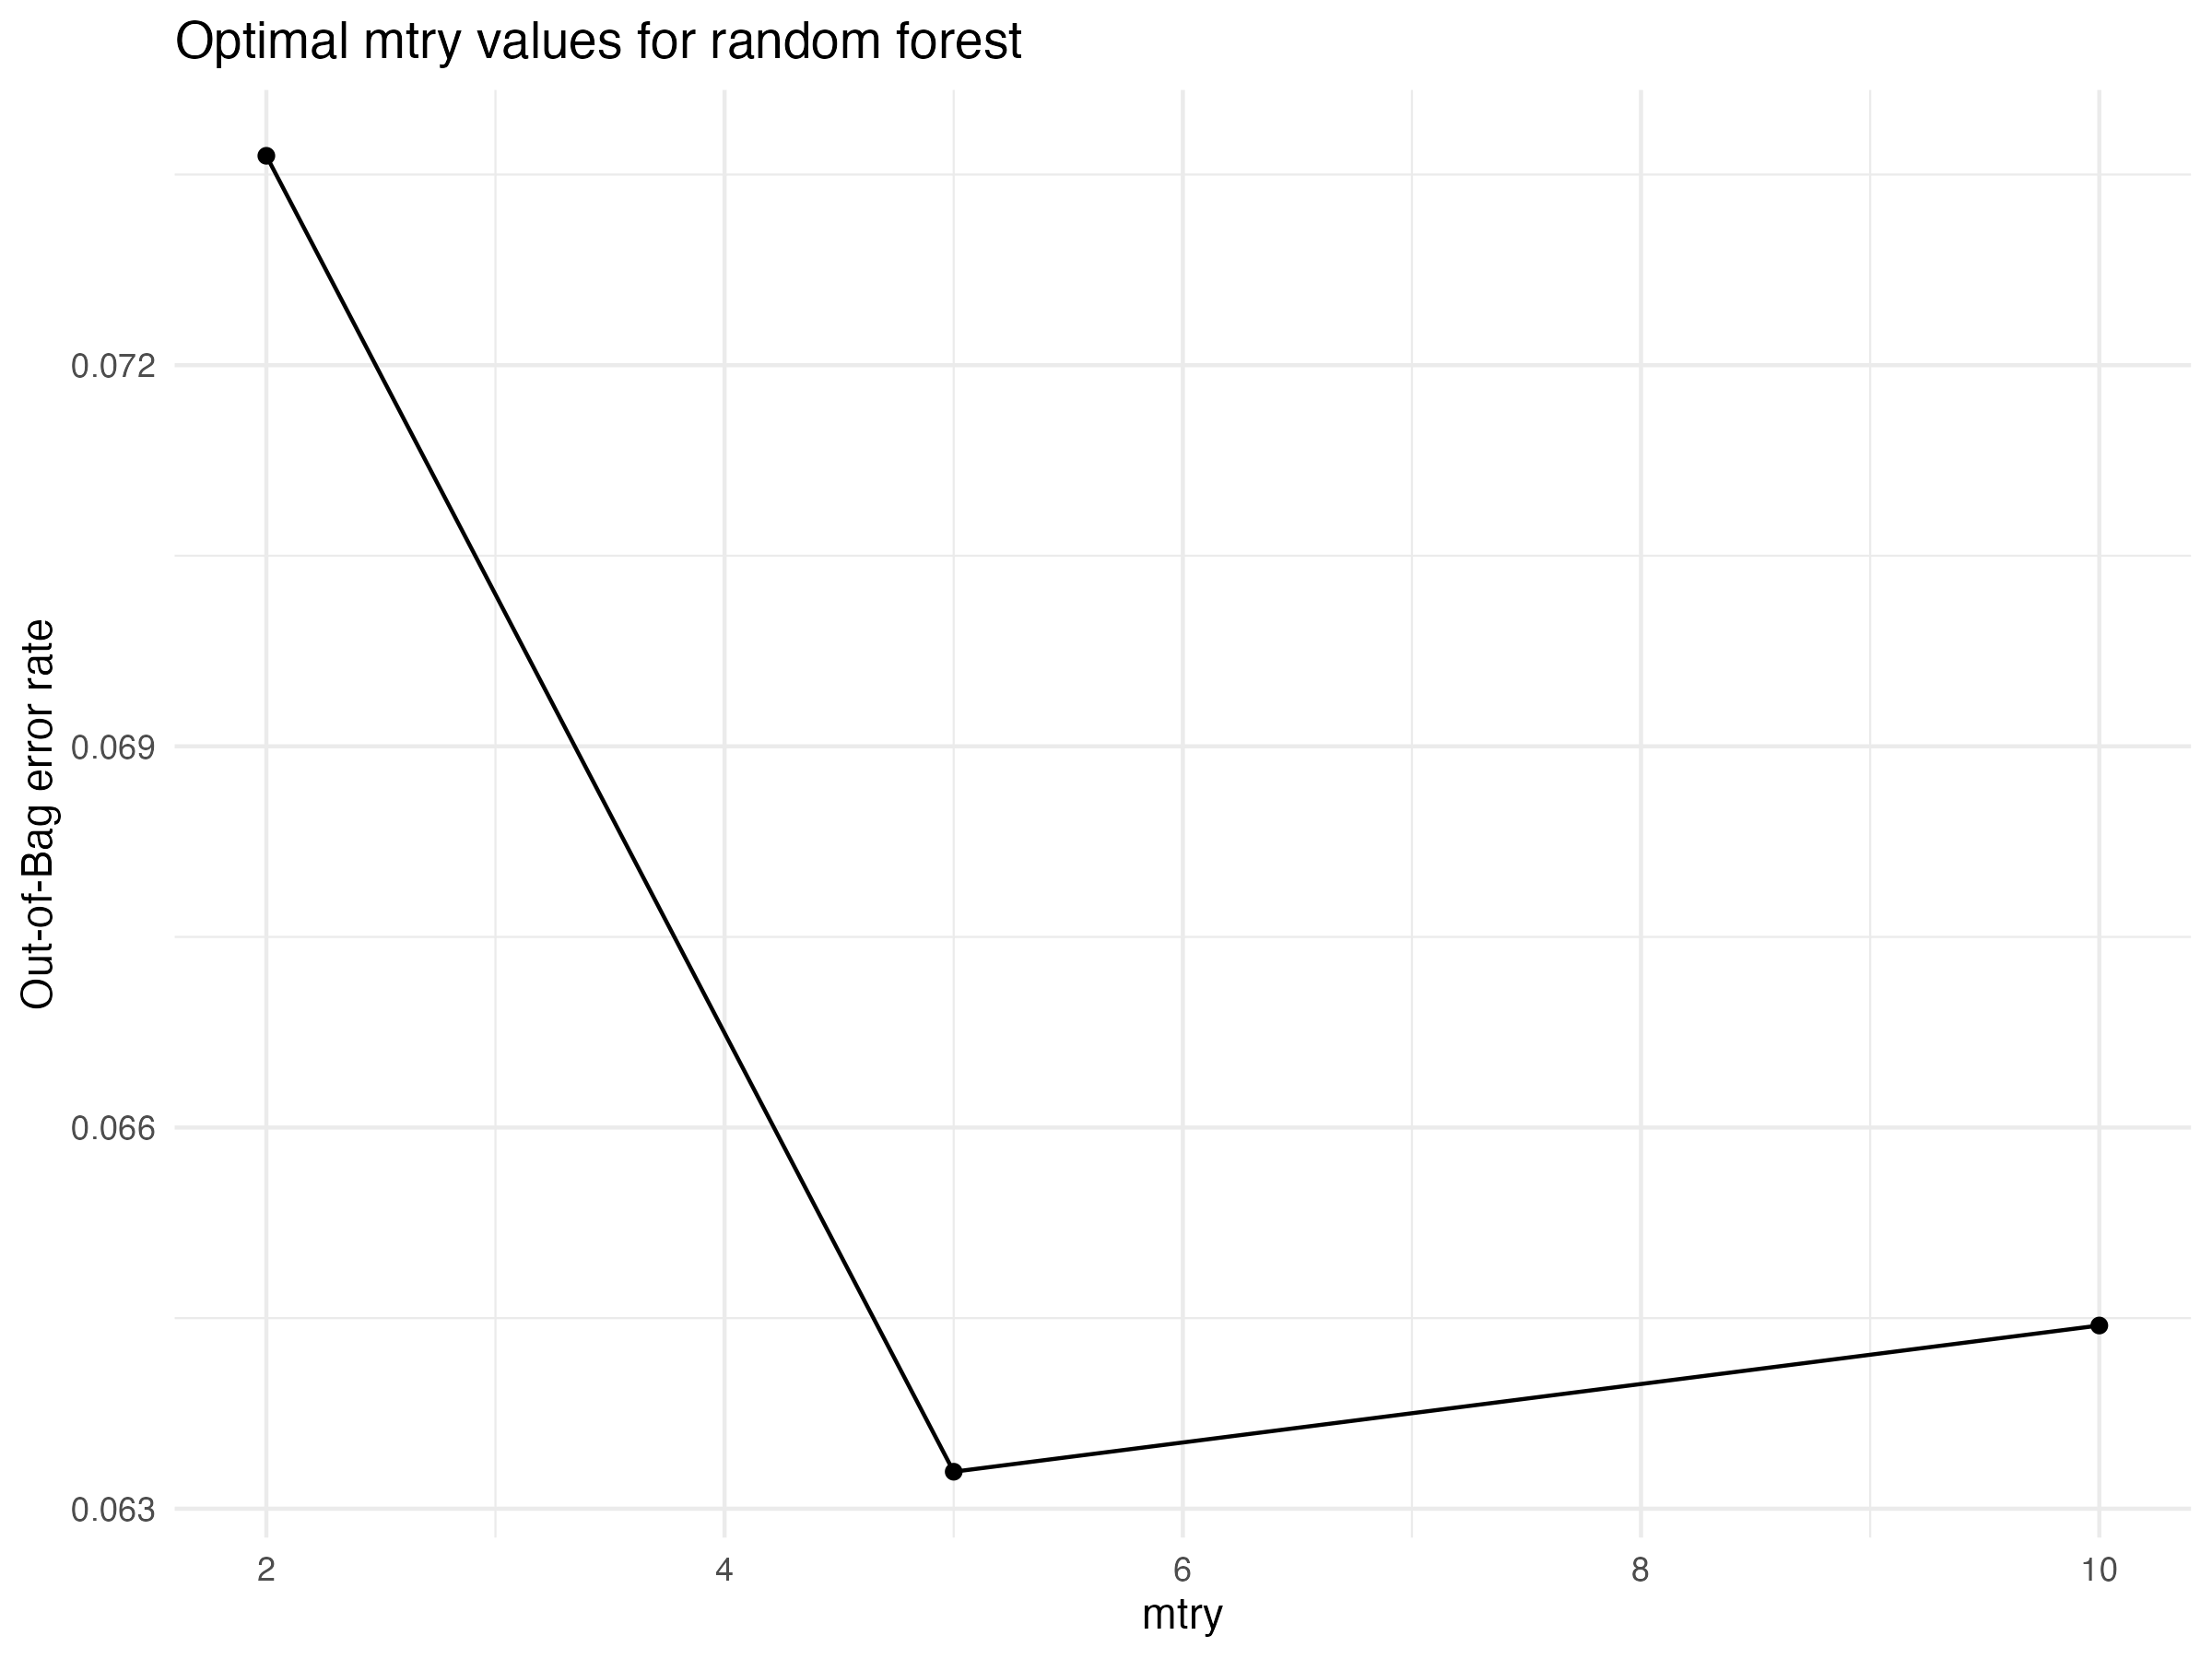 Optimal mtry values for random forest
Out-of-Bag error rate
0.072
0.069
0.066
0.063
2 4 6 8 10
mtry